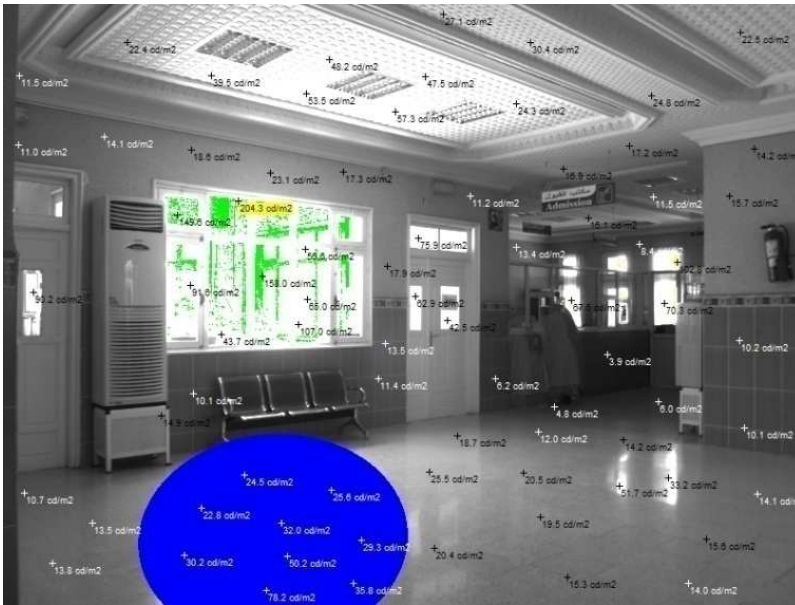 27.1 cd/m2
22.5 cd/m2
22.4 cd/m2
30.4 cd/m2
48.2 cd/m2
11.5 cd/m2
39.5 cd/m2
47.5 cd/m2
53.5 cd/m2
24.3 cd/m2
24.8 cd/m2
57.3 cd/m2
14.1 cd/m2
11.0 cd/m2
18.6 cd/m2
17.2 cd/m2
14.2 cd/m2
23.1 cd/m2
17.3 cd/m2
16.9 cd/m2
مكتب القبول
Admission
11.2 cd/m2
11.5 cd/m2
15.7 cd/m2
204.3 cd/m2
149.6 cd/m2
16.1 cd/m2
75.9 cd/m2
13.4 cd/m2
8.4 cd/m2
17.9 cd/m2
158.0 cd/m2
91.6 cd/m2
90.2 cd/m2
65.0 cd/m2
62.9 cd/m2
67.6 cd/m2
70.3 cd/m2
42.5 cd/m2
107.0 cd/m2
43.7 cd/m2
13.5 cd/m2
10.2 cd/m2
3.9 cd/m2
11.4 cd/m2
6.2 cd/m2
10.1 cd/m2
4.8 cd/m2
6.0 cd/m2
14.9 cd/m2
18.7 cd/m2
12.0 cd/m2
14.2 cd/m2
10.1 cd/m2
24.5 cd/m2
25.5 cd/m2
20.5 cd/m2
33.2 cd/m2
51.7 cd/m2
10.7 cd/m2
25.6 cd/m2
14.1 cd/m2
22.8 cd/m2
13.5 cd/m2
32.0 cd/m2
19.5 cd/m2
29.3 cd/m2
20.4 cd/m2
15.6 cd/m2
13.8 cd/m2
30.2 cd/m2
50.2 cd/m2
78.2 cd/m2
35.8 cd/m2
15.3 cd/m2
14.0 cd/m2